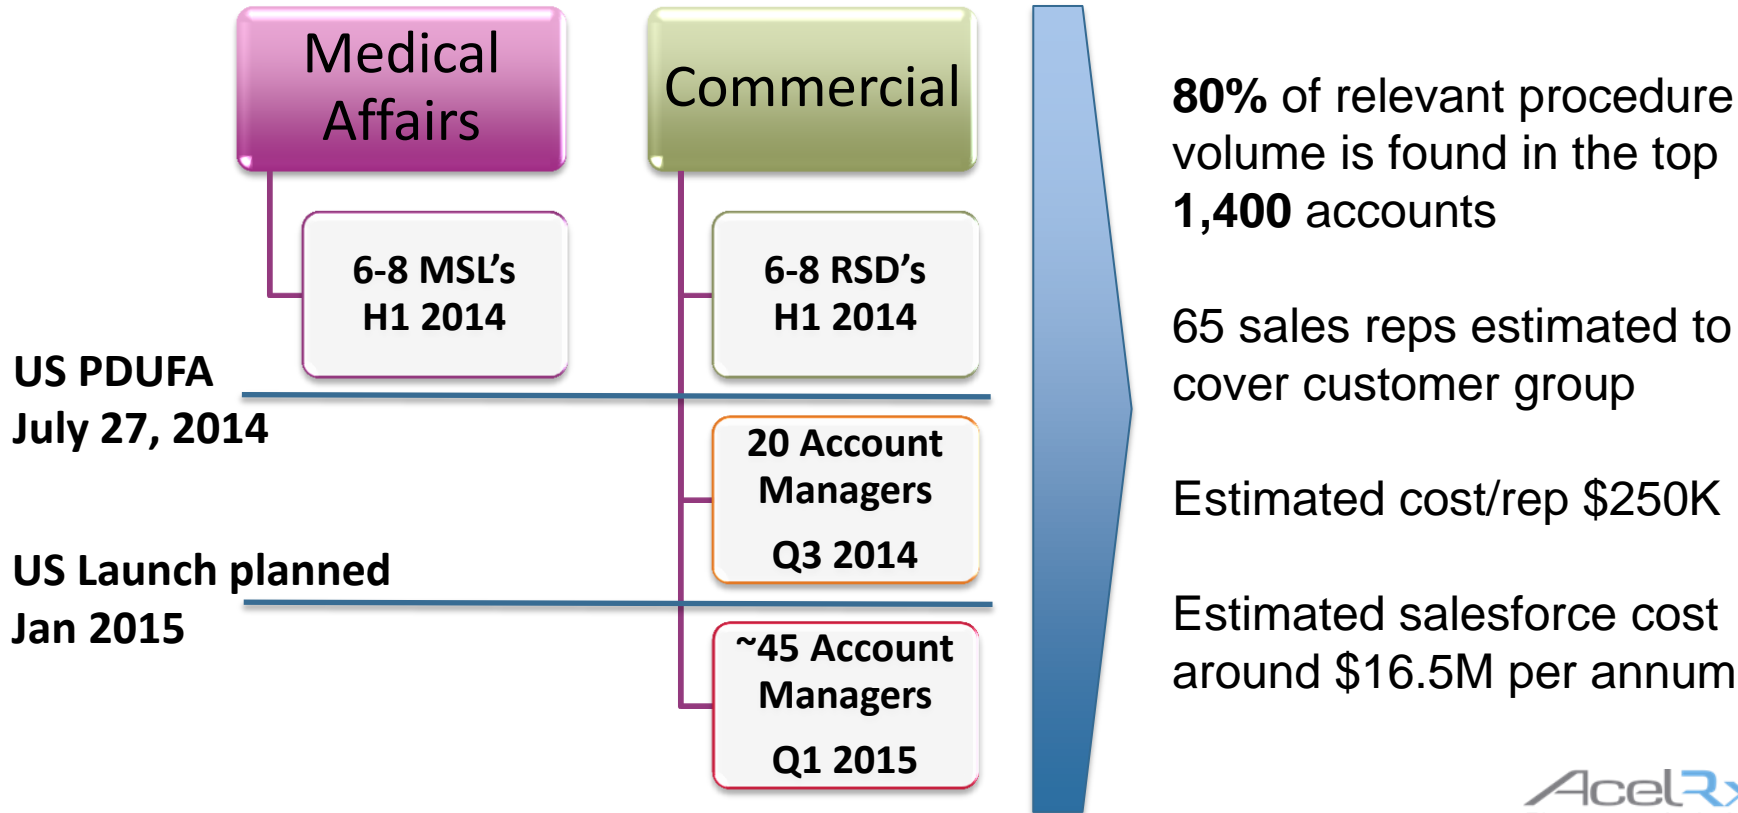 Medical
Affairs
Commercial
6-8 MSL’s
H1 2014
6-8 RSD’s
H1 2014
US PDUFA
July 27, 2014
20 Account
Managers
Q3 2014
US Launch planned
Jan 2015
~45 Account
Managers
Q1 2015
80% of relevant procedure
volume is found in the top
1,400 accounts
65 sales reps estimated to
cover customer group
Estimated cost/rep $250K
Estimated salesforce cost
around $16.5M per annum
AcelRx